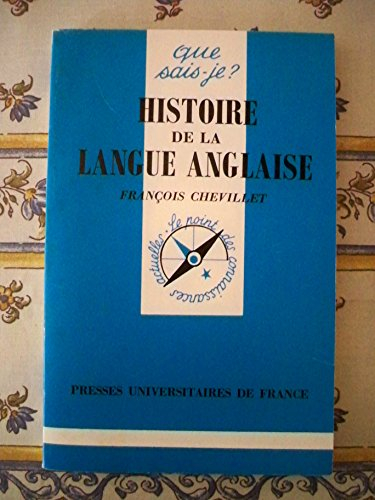 que
sais-je?
HISTOIRE
DE LA
LANGUE ANGLAISE
FRANÇOIS CHEVILLET
Le point des connaissances actuelles
PRESSES UNIVERSITAIRES DE FRANCE